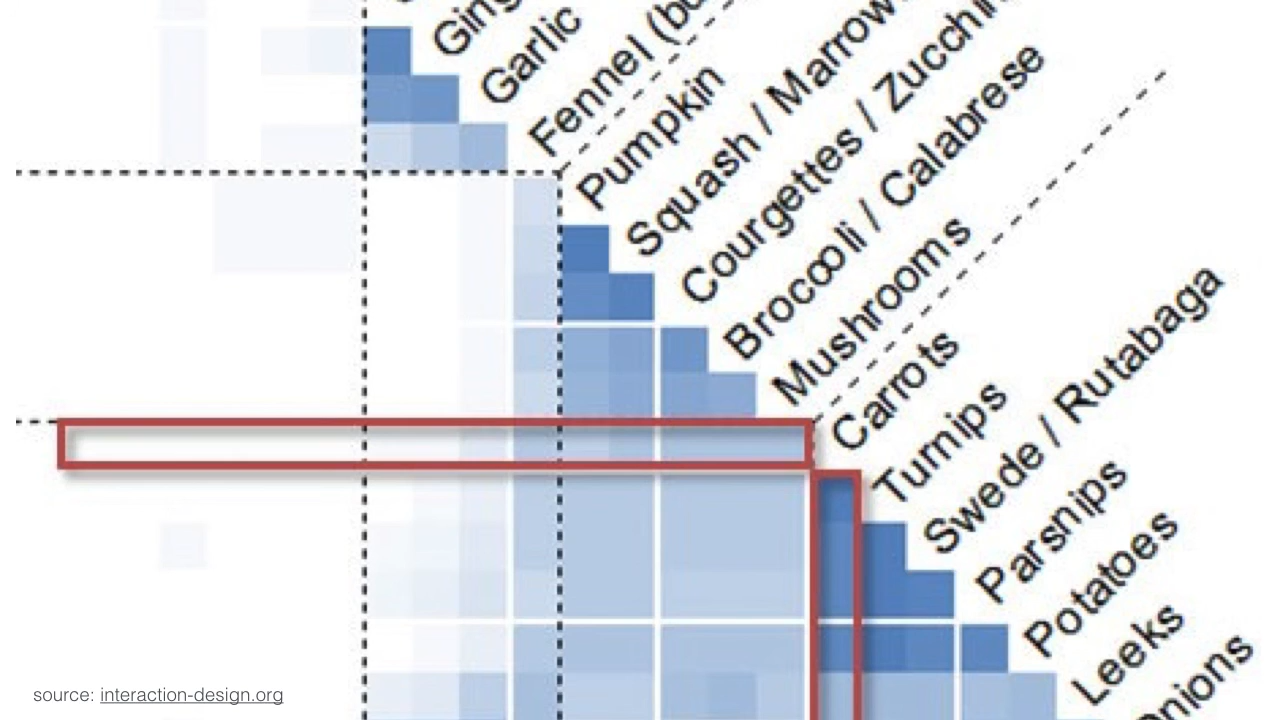 Garlic
Fennel
Pumpkin
Squash / Marrow
Courgettes /
Broccoli / Calabrese
Mushrooms
Carrots
Turnips
Swede / Rutabaga
Parsnips
Potatoes
Leeks
source: interaction-design.org